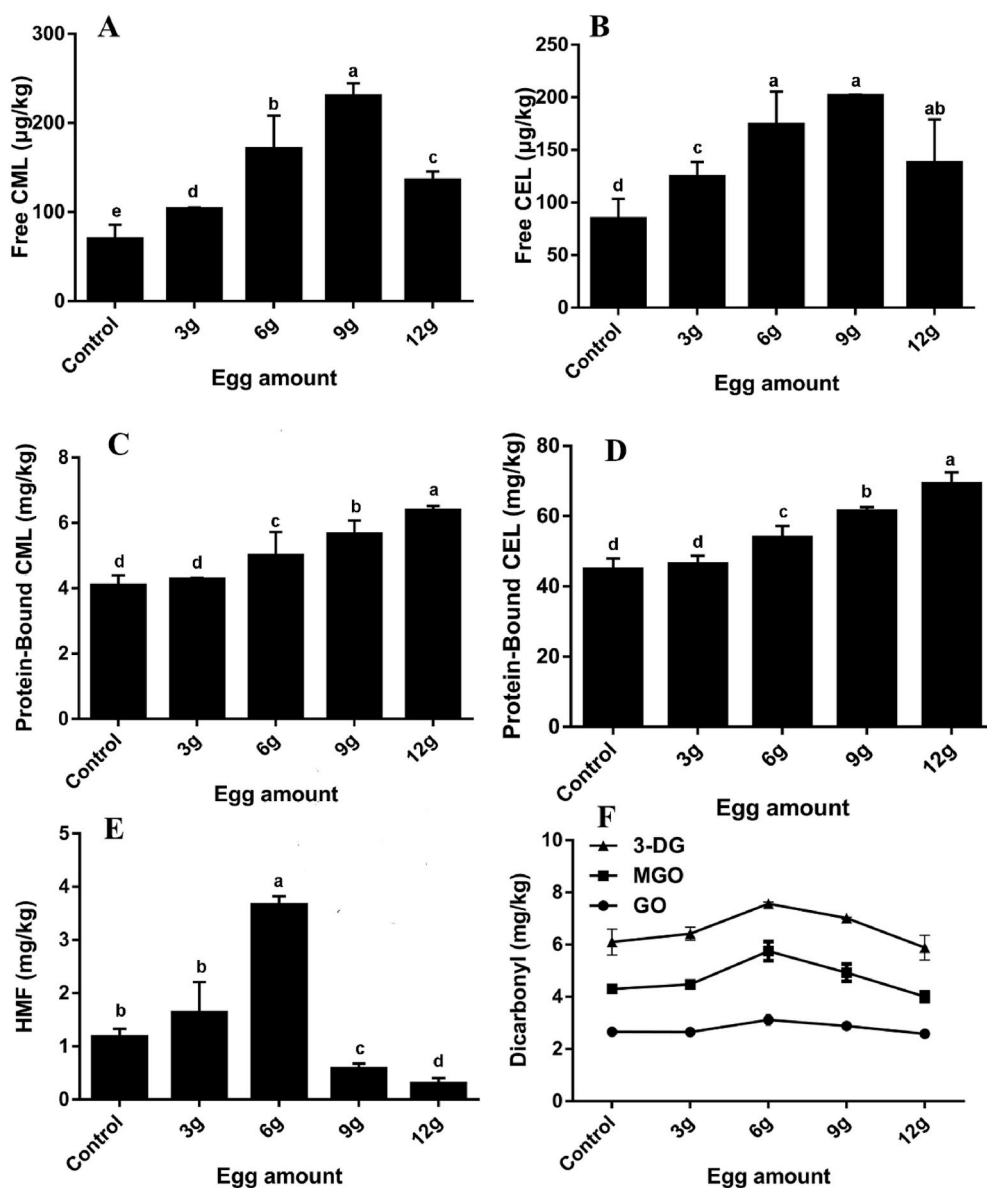 A
Free CML (µg/kg)
300
200
100
0
e
d
b
a
c
Control
3g
6g
9g
12g
Egg amount
B
Free CEL (µg/kg)
250
200
150
100
50
0
d
c
a
a
ab
Control
3g
6g
9g
12g
Egg amount
C
Protein-Bound CML (mg/kg)
8
6
4
2
0
d
d
c
b
a
Control
3g
6g
9g
12g
Egg amount
D
Protein-Bound CEL (mg/kg)
80
60
40
20
0
d
d
c
b
a
Control
3g
6g
9g
12g
Egg amount
E
HMF (mg/kg)
5
4
3
2
1
0
b
b
a
c
d
Control
3g
6g
9g
12g
Egg amount
F
Dicarbonyl (mg/kg)
10
8
6
4
2
0
3-DG
MGO
GO
Control
3g
6g
9g
12g
Egg amount